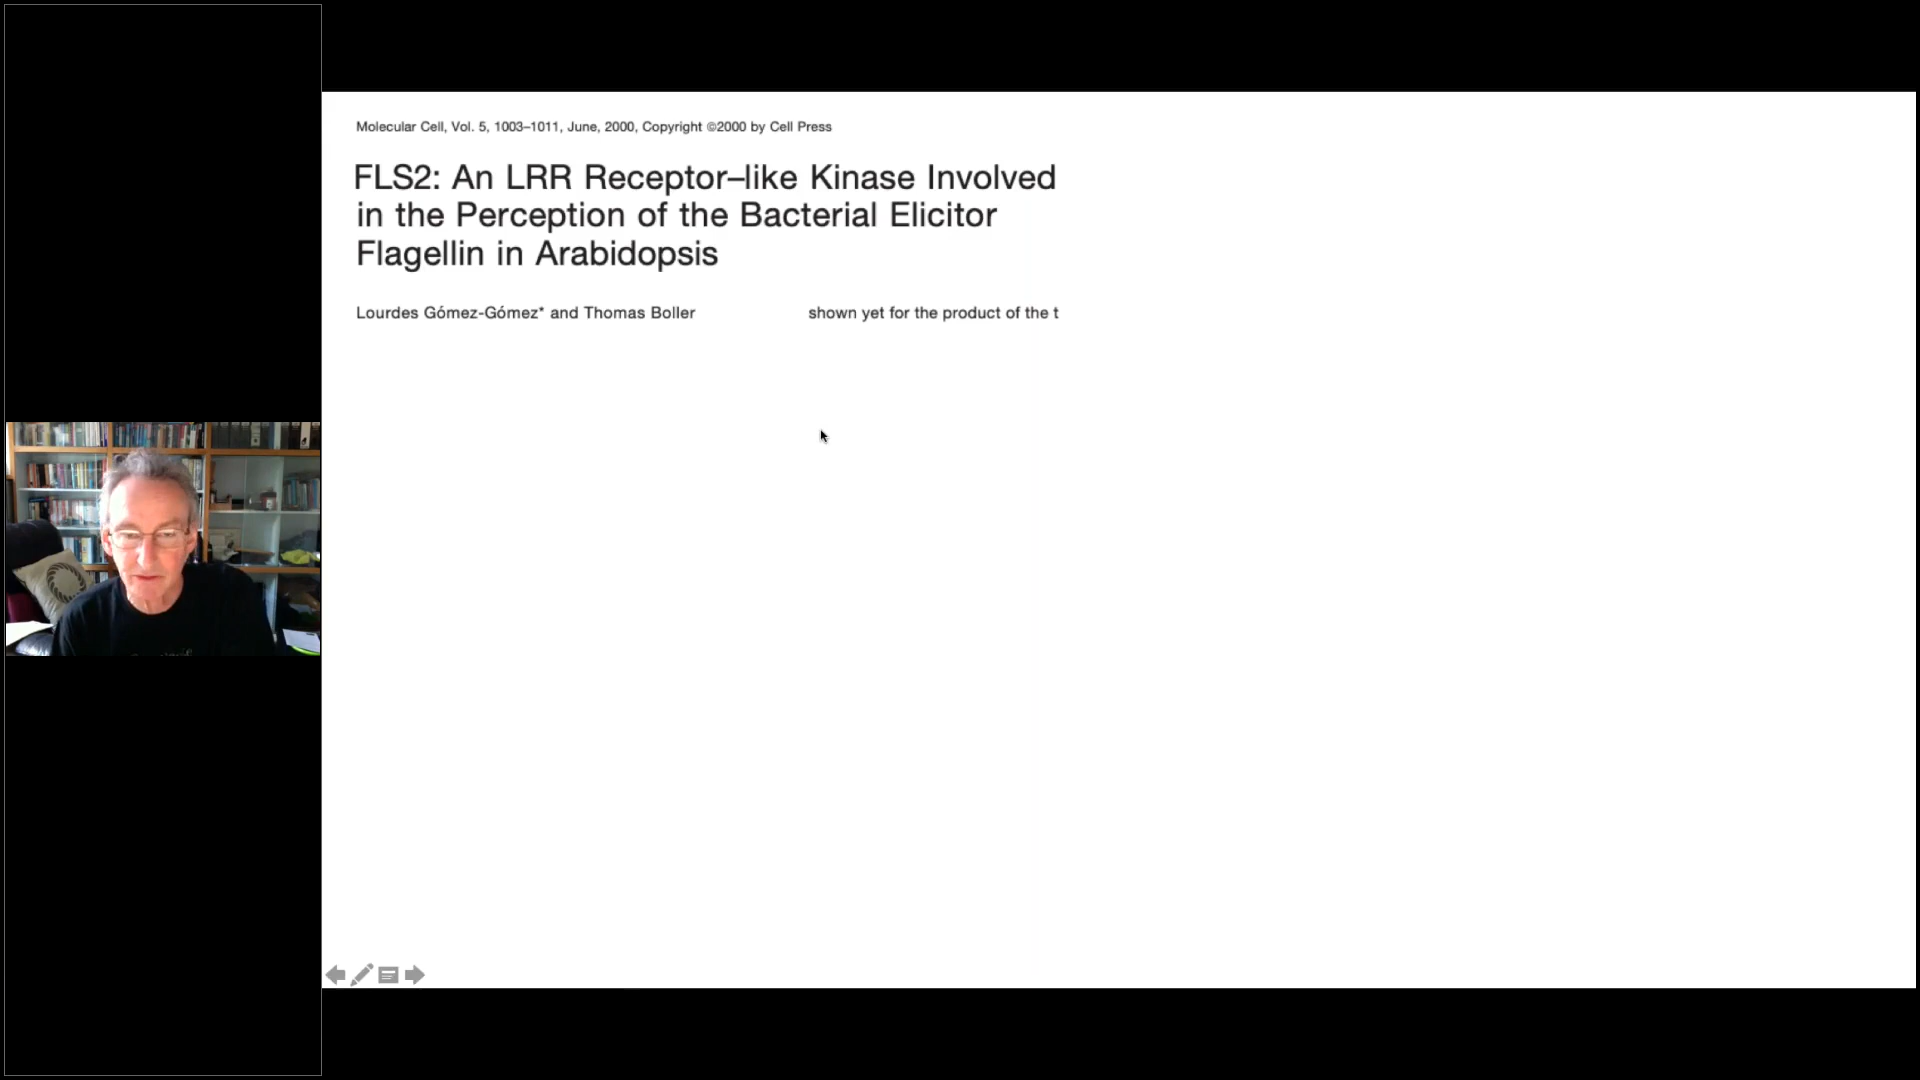 Molecular Cell, Vol. 5, 1003–1011, June, 2000, Copyright ©2000 by Cell Press
FLS2: An LRR Receptor–like Kinase Involved
in the Perception of the Bacterial Elicitor
Flagellin in Arabidopsis
Lourdes Gómez-Gómez* and Thomas Boller
shown yet for the product of the t